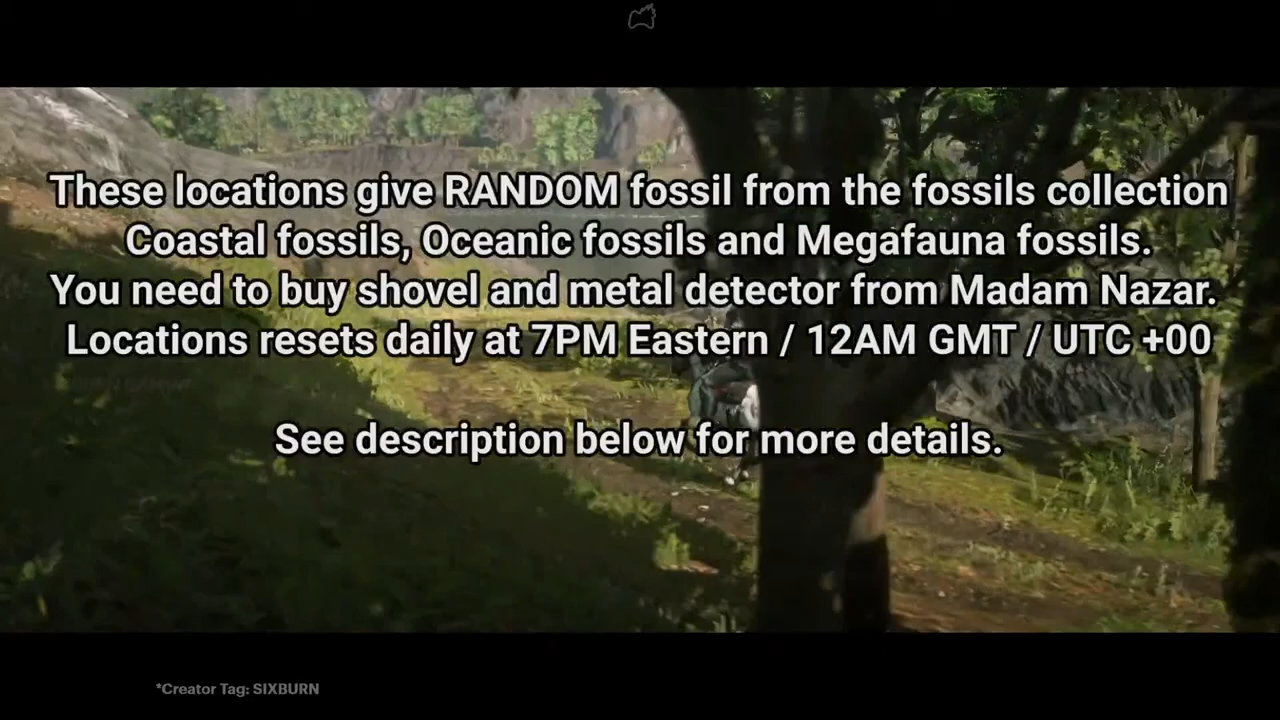 These locations give RANDOM fossil from the fossils collection
Coastal fossils, Oceanic fossils and Megafauna fossils.
You need to buy shovel and metal detector from Madam Nazar.
Locations resets daily at 7PM Eastern / 12AM GMT / UTC +00
See description below for more details.
*Creator Tag: SIXBURN